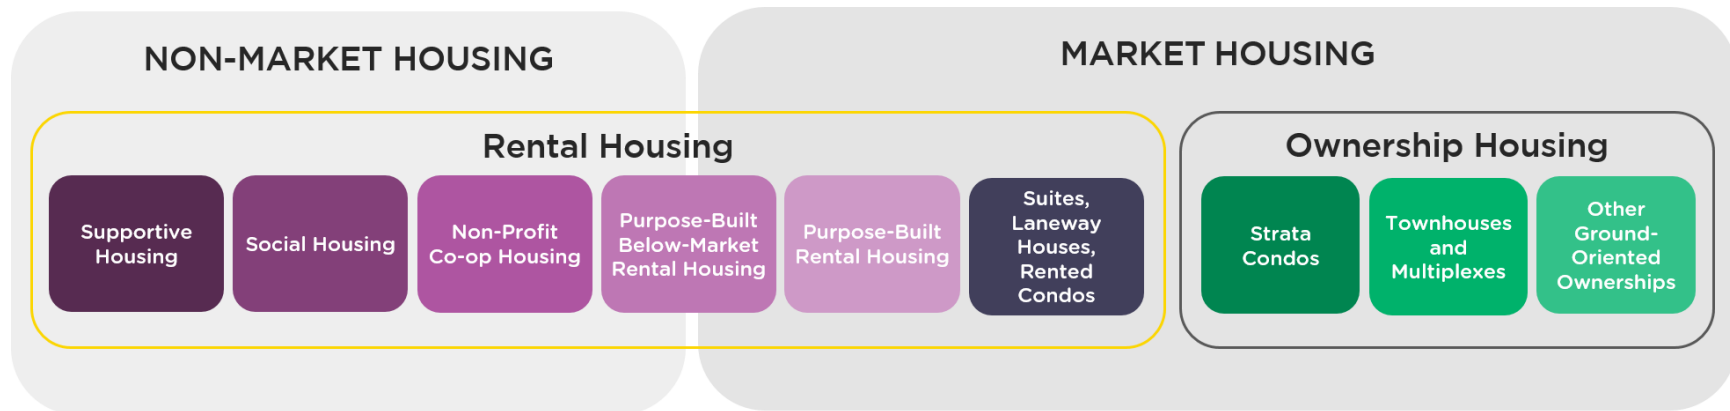 NON-MARKET HOUSING
MARKET HOUSING
Rental Housing
Supportive
Housing
Social Housing
Non-Profit
Co-op Housing
Purpose-Built
Below-Market
Rental Housing
Purpose-Built
Rental Housing
Suites,
Laneway
Houses,
Rented
Condos
Ownership Housing
Strata
Condos
Townhouses
and
Multiplexes
Other
Ground-
Oriented
Ownerships